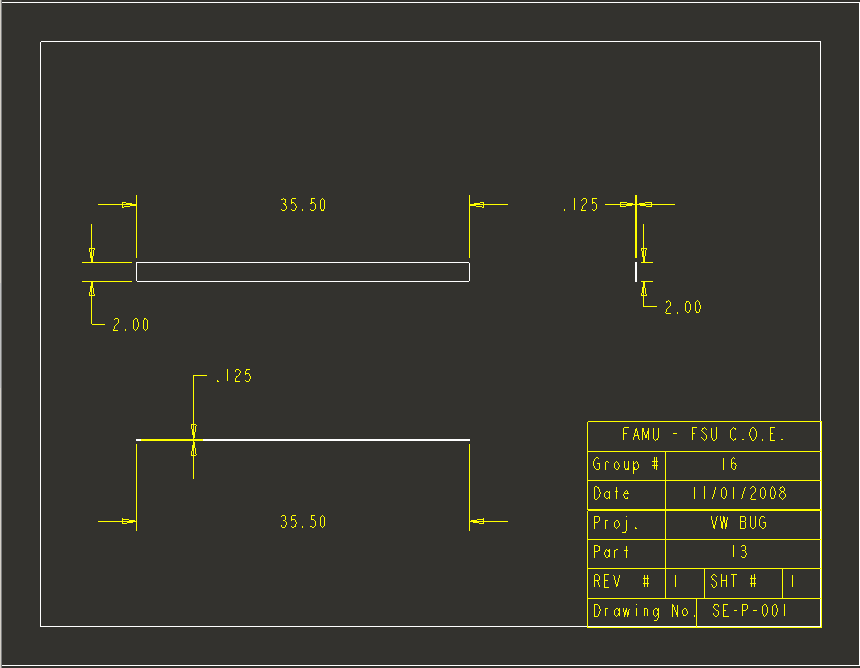 35.50 .125
2.00
2.00
.125
35.50
FAMU - FSU C.O.E.
Group # 16
Date 11/01/2008
Proj. VW BUG
Part 13
REV # 1 SHT # 1
Drawing No. SE-P-001